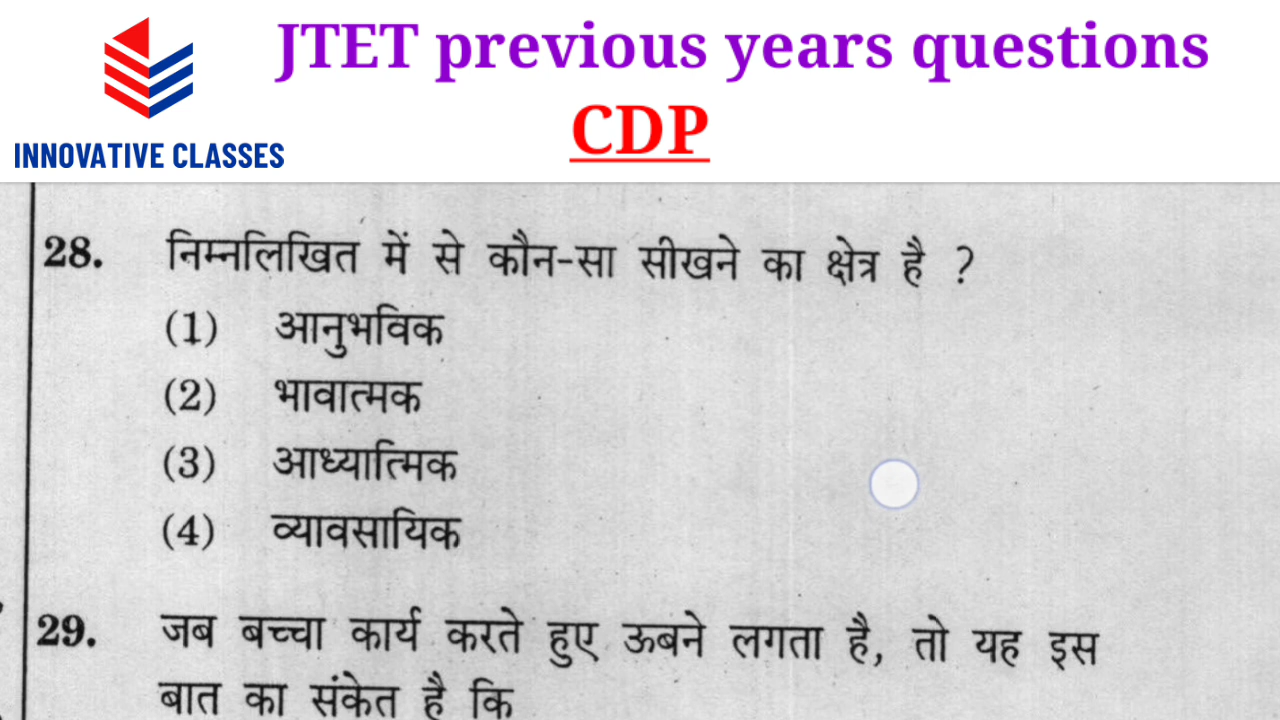 JTET previous years questions
CDP
INNOVATIVE CLASSES
28. निम्नलिखित में से कौन-सा सीखने का क्षेत्र है ?
(1) आनुभविक
(2) भावात्मक
(3) आध्यात्मिक
(4) व्यावसायिक
29. जब बच्चा कार्य करते हुए ऊबने लगता है, तो यह इस
बात का संकेत है कि